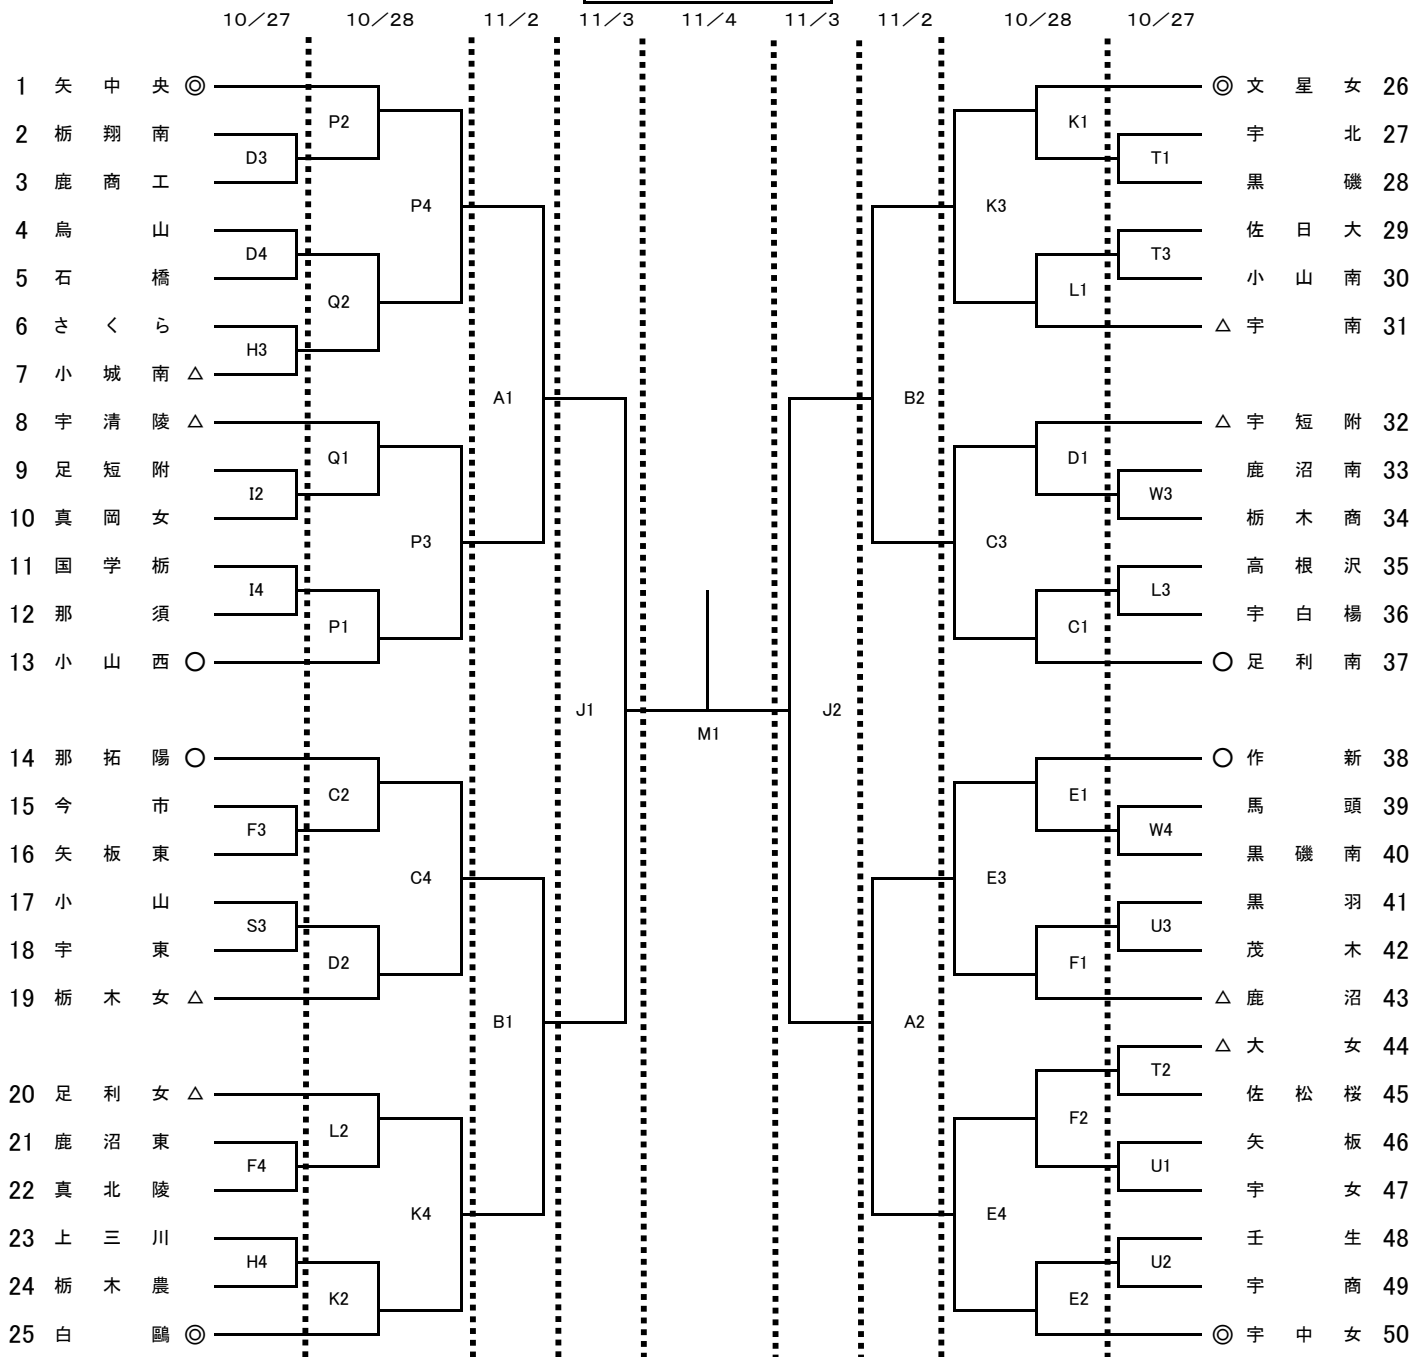 10／27 10／28 11／2 11／3 11／4 11／3 11／2 10／28 10／27
1 矢中央 ◎
2 栃翔南
3 鹿商工
4 烏山
5 石橋
6 さくら
7 小城南 △
8 宇清陵 △
9 足短附
10 真岡女
11 国学栃
12 那須
13 小山西 ○
14 那拓陽 ○
15 今市
16 矢板東
17 小山
18 宇東
19 栃木女 △
20 足利女 △
21 鹿沼東
22 真北陵
23 上三川
24 栃木農
25 白鷗 ◎
D3
D4
H3
I2
I4
F3
S3
F4
H4
P2
Q2
Q1
P1
C2
D2
L2
K2
P4
P3
C4
K4
A1
B1
J1
M1
J2
B2
A2
K3
C3
E3
E4
K1
L1
D1
C1
E1
F1
F2
E2
T1
T3
W3
L3
W4
U3
T2
U1
U2
◎ 文星女 26
宇北 27
黒磯 28
佐日大 29
小山南 30
△ 宇南 31
△ 宇短附 32
鹿沼南 33
栃木商 34
高根沢 35
宇白楊 36
○ 足利南 37
○ 作新 38
馬頭 39
黒磯南 40
黒羽 41
茂木 42
△ 鹿沼 43
△ 大女 44
佐松桜 45
矢板 46
宇女 47
壬生 48
宇商 49
◎ 宇中女 50